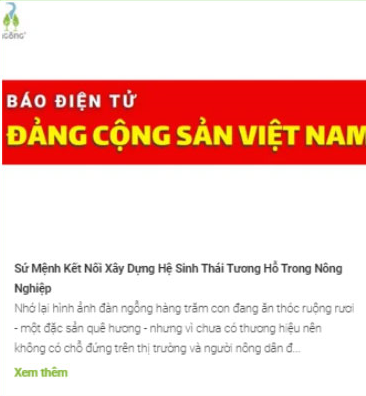 BÁO ĐIỆN TỬ
ĐẢNG CỘNG SẢN VIỆT NAM
Sứ Mệnh Kết Nối Xây Dựng Hệ Sinh Thái Tương Hỗ Trong Nông
Nghiệp
Nhớ lại hình ảnh đàn ngỗng hàng trăm con đang ăn thóc ruộng rươi
- một đặc sản quê hương - nhưng vì chưa có thương hiệu nên
không có chỗ đứng trên thị trường và người nông dân đ...
Xem thêm